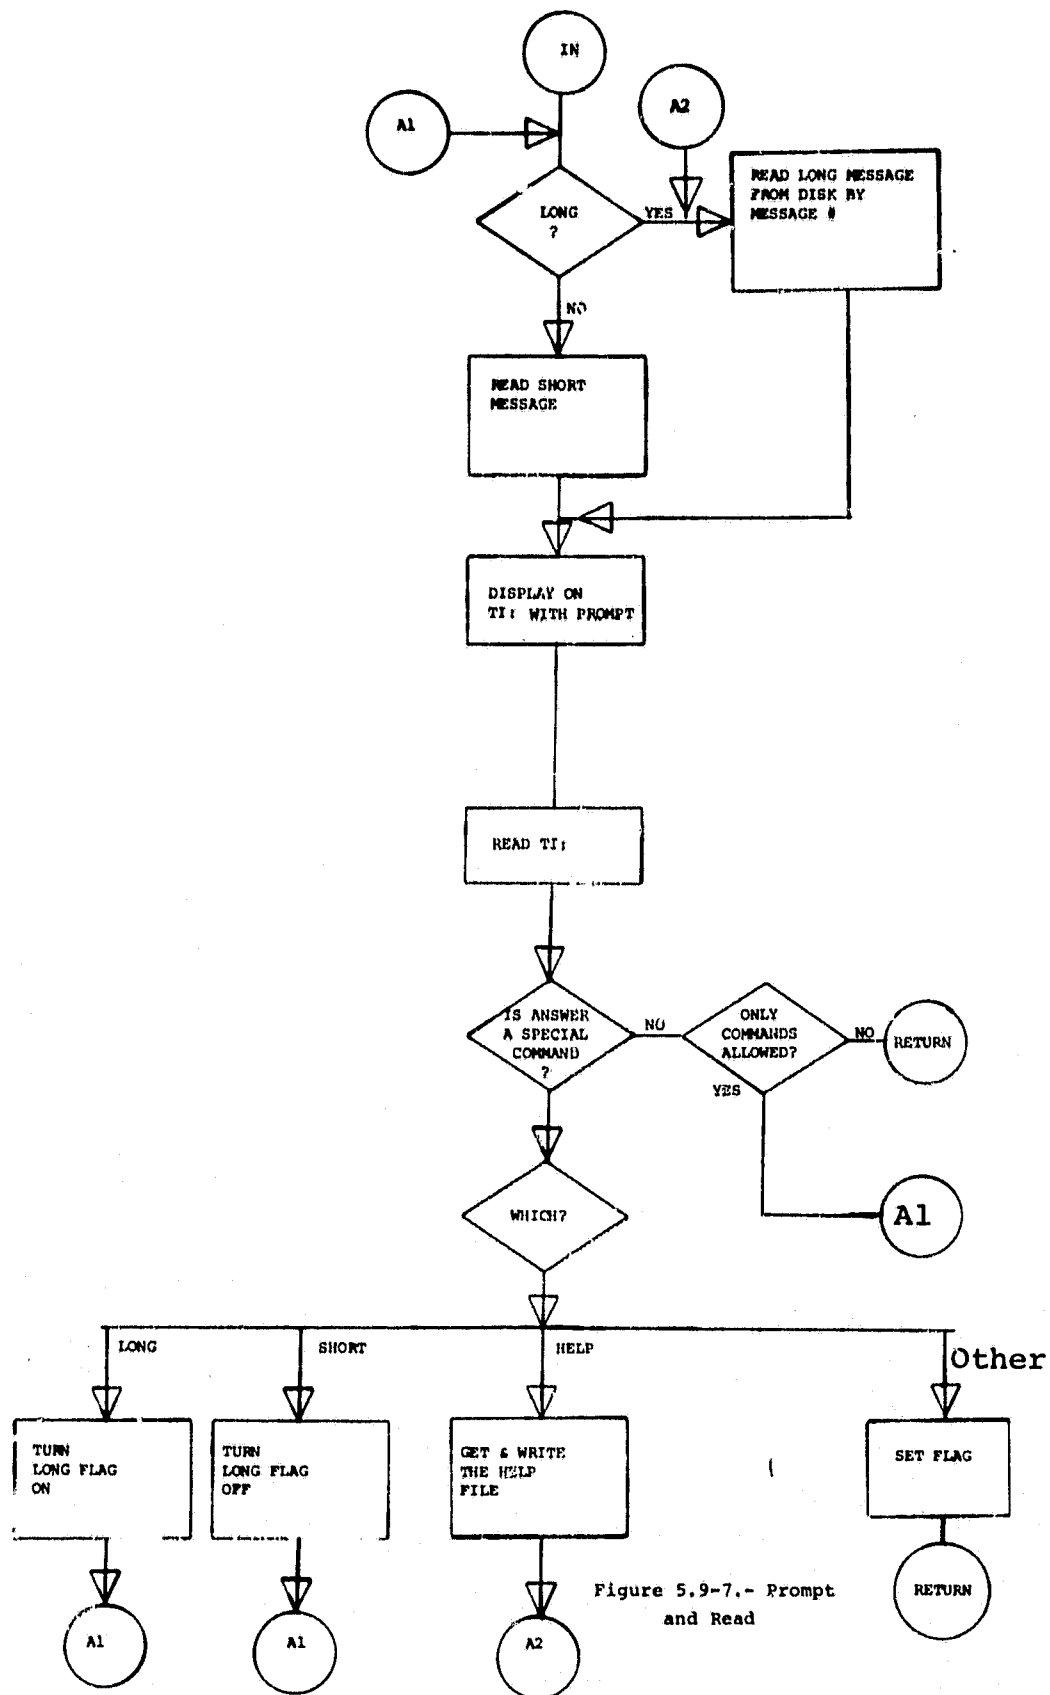 IN
A1
A2
LONG
?
YES
READ LONG MESSAGE
FROM DISK BY
MESSAGE #
NO
READ SHORT
MESSAGE
DISPLAY ON
TI: WITH PROMPT
READ TI:
IS ANSWER
A SPECIAL
COMMAND
?
NO
ONLY
COMMANDS
ALLOWED?
NO
RETURN
YES
WHICH?
A1
LONG
SHORT
HELP
Other
TURN
LONG FLAG
ON
TURN
LONG FLAG
OFF
GET & WRITE
THE HELP
FILE
SET FLAG
A1
A1
A2
RETURN
Figure 5.9-7.- Prompt
and Read